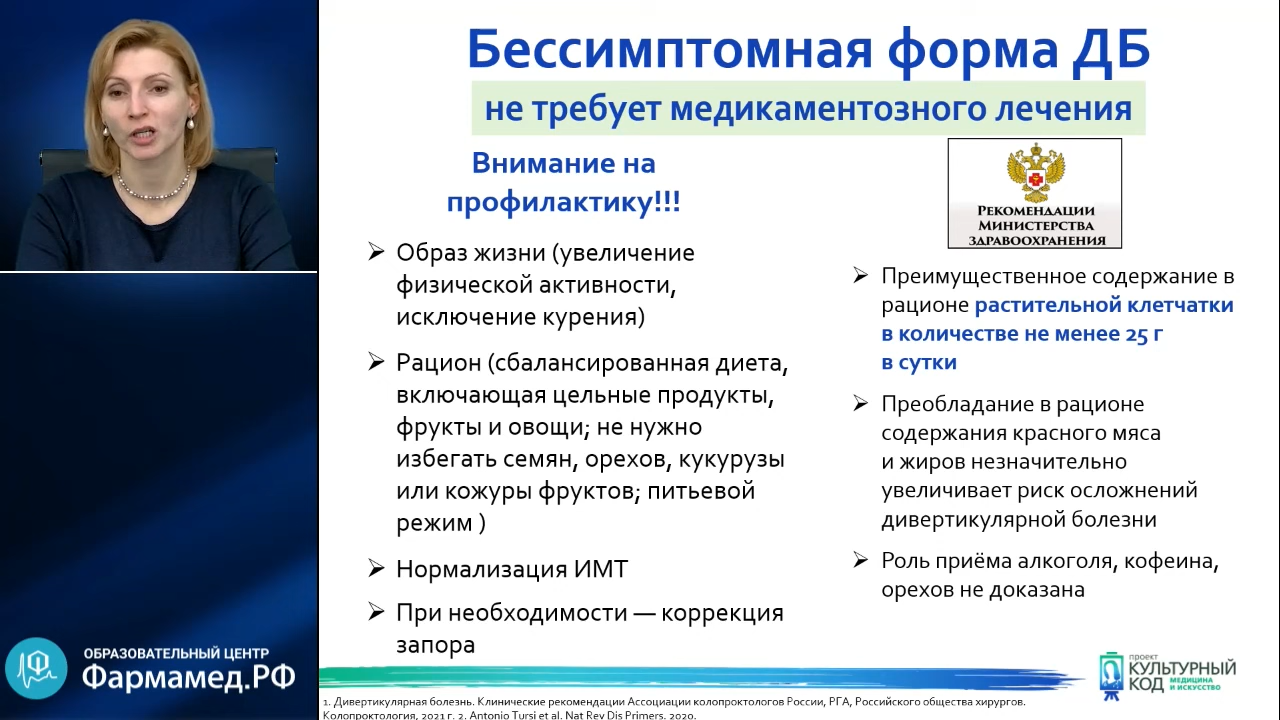 Бессимптомная форма ДБ
не требует медикаментозного лечения
Внимание на
профилактику!!!
➢ Образ жизни (увеличение
физической активности,
исключение курения)
➢ Рацион (сбалансированная диета,
включающая цельные продукты,
фрукты и овощи; не нужно
избегать семян, орехов, кукурузы
или кожуры фруктов; питьевой
режим )
➢ Нормализация ИМТ
➢ При необходимости — коррекция
запора
Рекомендации
Министерства
здравоохранения
➢ Преимущественное содержание в
рационе растительной клетчатки
в количестве не менее 25 г
в сутки
➢ Преобладание в рационе
содержания красного мяса
и жиров незначительно
увеличивает риск осложнений
дивертикулярной болезни
➢ Роль приёма алкоголя, кофеина,
орехов не доказана
ОБРАЗОВАТЕЛЬНЫЙ ЦЕНТР
Фармамед.РФ
проект
КУЛЬТУРНЫЙ
КОД МЕДИЦИНА
И ИСКУССТВО
1. Дивертикулярная болезнь. Клинические рекомендации Ассоциации колопроктологов России, РГА, Российского общества хирургов.
Колопроктология, 2021 г. 2. Antonio Tursi et al. Nat Rev Dis Primers. 2020.